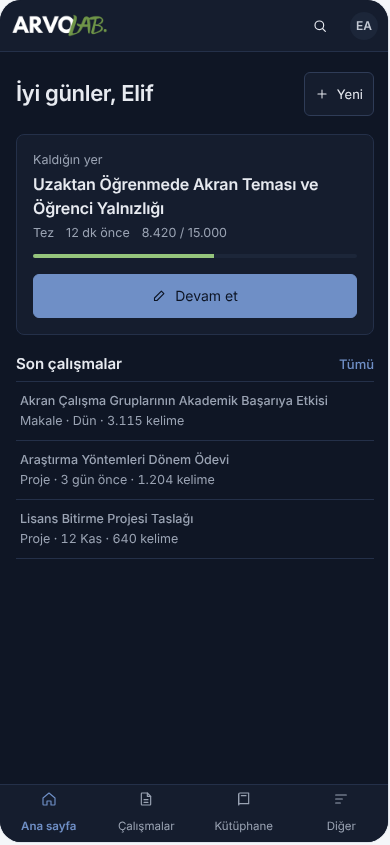 ARVOLAB.
EA
İyi günler, Elif
Yeni
Kaldığın yer
Uzaktan Öğrenmede Akran Teması ve
Öğrenci Yalnızlığı
Tez 12 dk önce 8.420 / 15.000
Devam et
Son çalışmalar
Tümü
Akran Çalışma Gruplarının Akademik Başarıya Etkisi
Makale · Dün · 3.115 kelime
Araştırma Yöntemleri Dönem Ödevi
Proje · 3 gün önce · 1.204 kelime
Lisans Bitirme Projesi Taslağı
Proje · 12 Kas · 640 kelime
Ana sayfa
Çalışmalar
Kütüphane
Diğer